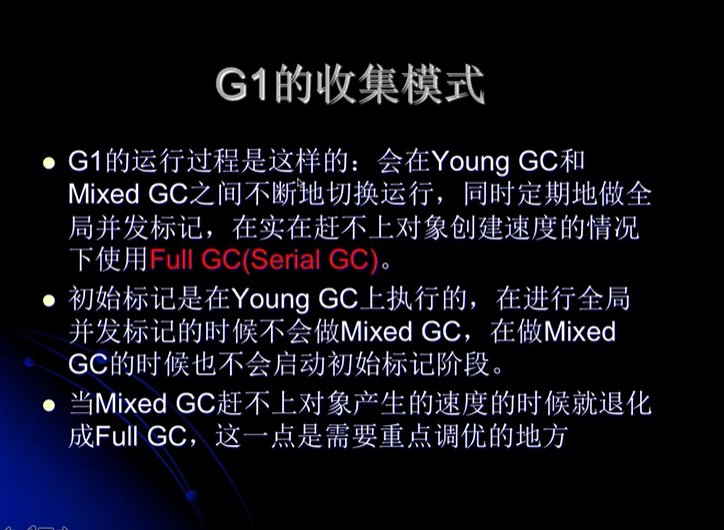 G1的收集模式
G1的运行过程是这样的：会在Young GC和
Mixed GC之间不断地切换运行，同时定期地做全
局并发标记，在实在赶不上对象创建速度的情况
下使用Full GC(Serial GC)。
初始标记是在Young GC上执行的，在进行全局
并发标记的时候不会做Mixed GC，在做Mixed
GC的时候也不会启动初始标记阶段。
当Mixed GC赶不上对象产生的速度的时候就退化
成Full GC，这一点是需要重点调优的地方